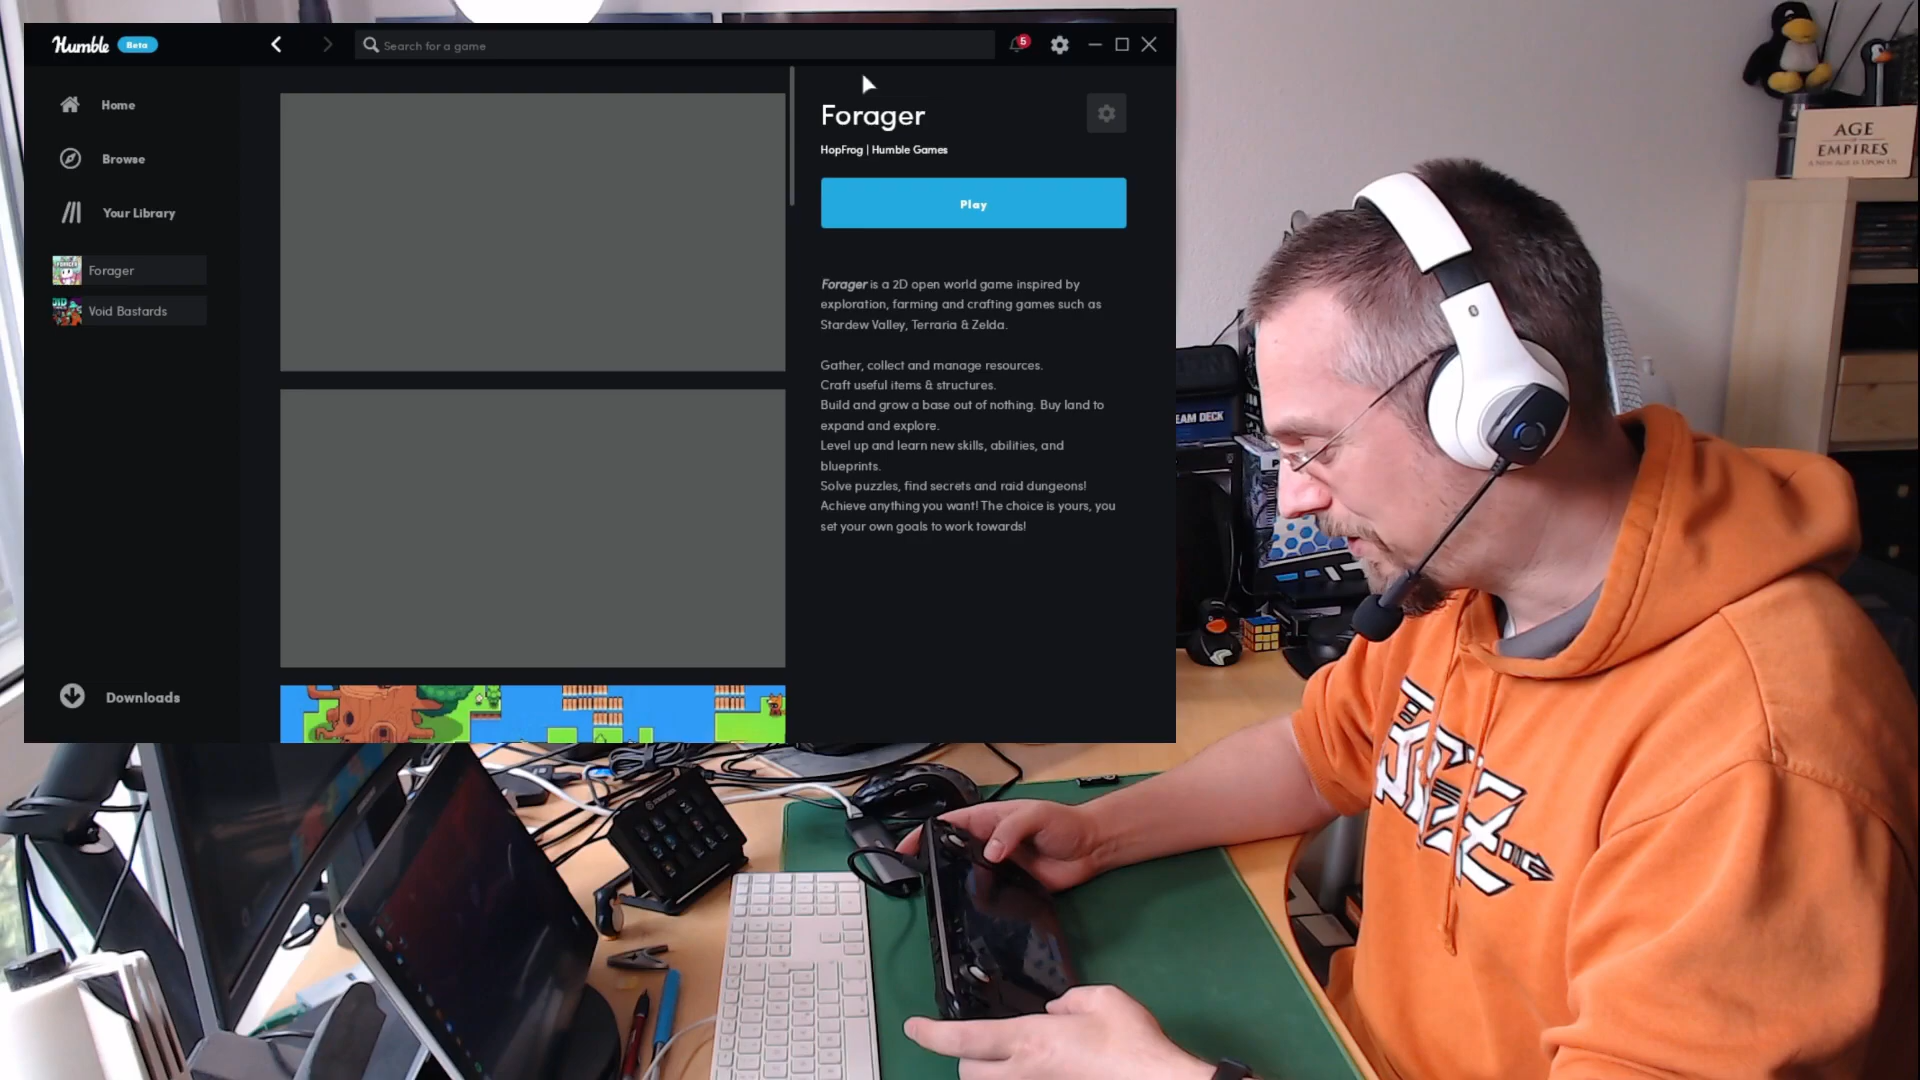 Humble Beta
Search for a game
5
Home
Browse
Your Library
Forager
Void Bastards
Downloads
Forager
HopFrog | Humble Games
Play
Forager is a 2D open world game inspired by
exploration, farming and crafting games such as
Stardew Valley, Terraria & Zelda.
Gather, collect and manage resources.
Craft useful items & structures.
Build and grow a base out of nothing. Buy land to
expand and explore.
Level up and learn new skills, abilities, and
blueprints.
Solve puzzles, find secrets and raid dungeons!
Achieve anything you want! The choice is yours, you
set your own goals to work towards!
AGE
EMPIRES
EAM DECK